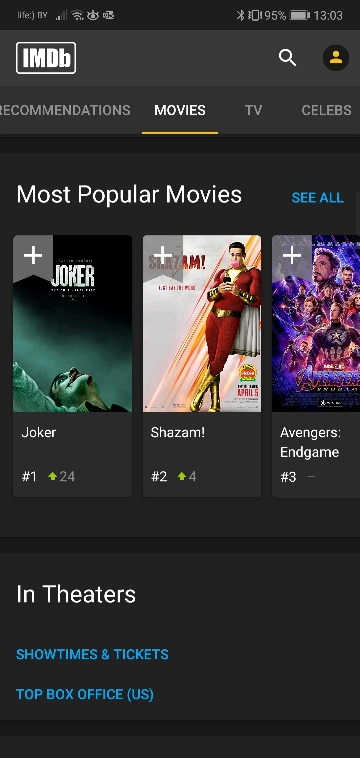 life:) BY 95% 13:03
IMDb
RECOMMENDATIONS MOVIES TV CELEBS
Most Popular Movies SEE ALL
JOKER
SHAZAM!
APRIL 5
AVENGERS
Joker
Shazam!
Avengers:
Endgame
#1 24
#2 4
#3 –
In Theaters
SHOWTIMES & TICKETS
TOP BOX OFFICE (US)